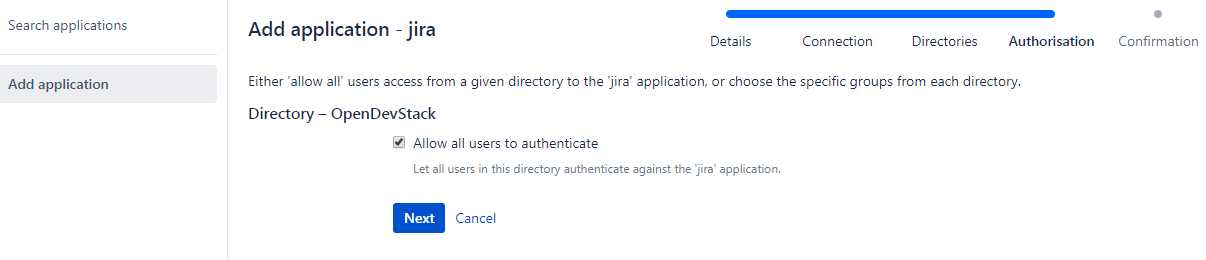 Search applications
Add application
Add application - jira
Details
Connection
Directories
Authorisation
Confirmation
Either 'allow all' users access from a given directory to the 'jira' application, or choose the specific groups from each directory.
Directory – OpenDevStack
Allow all users to authenticate
Let all users in this directory authenticate against the 'jira' application.
Next
Cancel